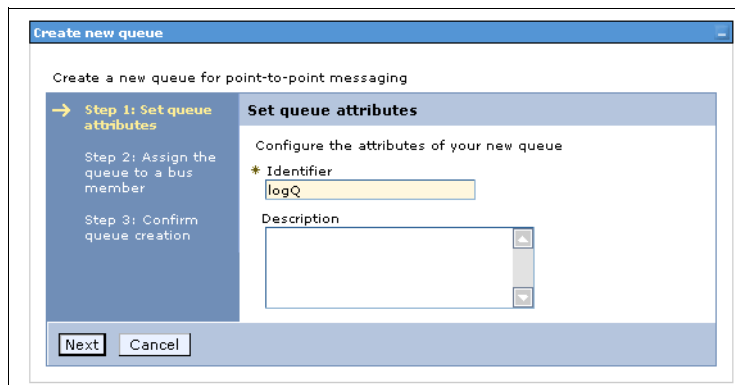 Create new queue
Create a new queue for point-to-point messaging
Step 1: Set queue
attributes
Step 2: Assign the
queue to a bus
member
Step 3: Confirm
queue creation
Set queue attributes
Configure the attributes of your new queue
* Identifier
logQ
Description
Next
Cancel